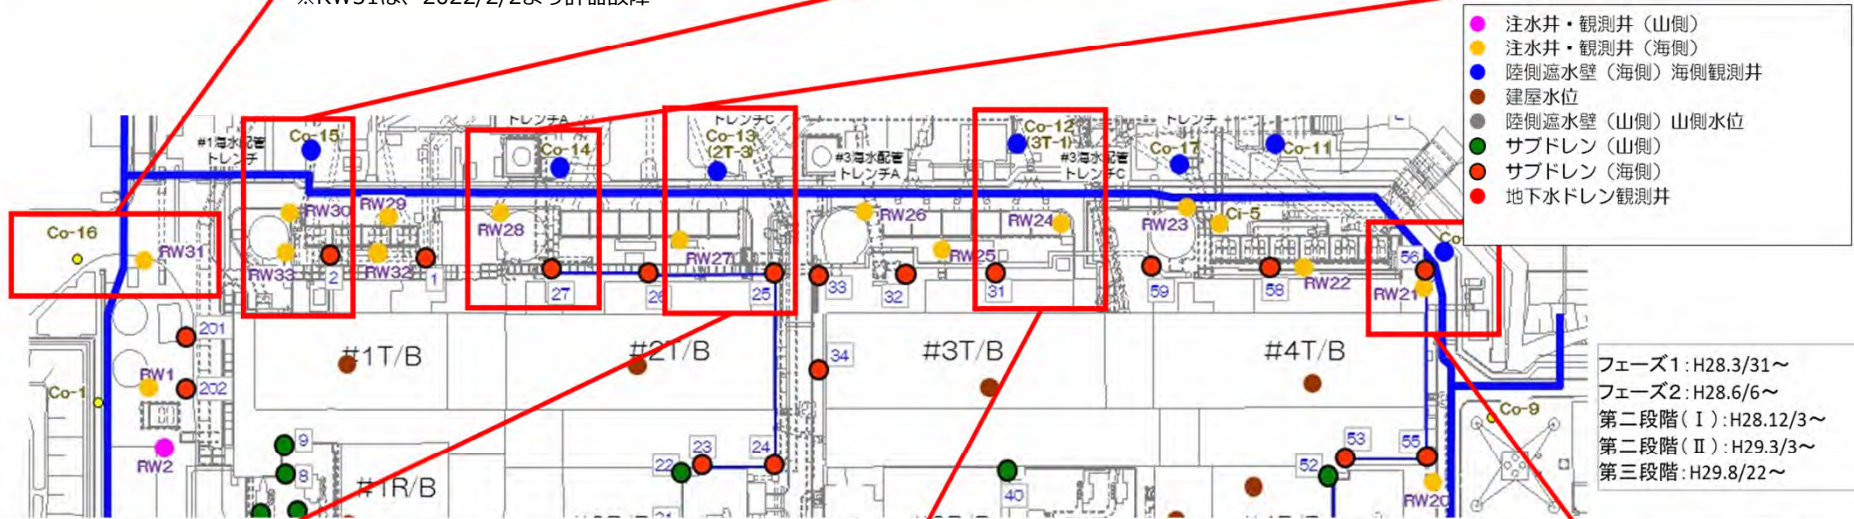 ※RW31は、2022/2/2より計器故障
注水井・観測井（山側）
注水井・観測井（海側）
陸側遮水壁（海側）海側観測井
建屋水位
陸側遮水壁（山側）山側水位
サブドレン（山側）
サブドレン（海側）
地下水ドレン観測井
#1海水配管
トレンチ
Co-15
トレンチA
Co-14
トレンチC
Co-13
(2T-3)
#3海水配管
トレンチA
Co-12
(3T-1)
#3海水配管
トレンチC
トレンチ
Co-17
Co-11
Co-16
RW31
RW30
RW29
RW28
RW27
RW26
RW24
RW23
Ci-5
Co-
RW33
2
RW32
1
27
26
25
33
32
RW25
31
59
58
RW22
56
RW21
201
202
RW1
Co-1
RW2
#1T/B
#2T/B
34
#3T/B
#4T/B
フェーズ1：H28.3/31～
フェーズ2：H28.6/6～
第二段階(Ⅰ)：H28.12/3～
第二段階(Ⅱ)：H29.3/3～
第三段階：H29.8/22～
Co-9
9
8
#1R/B
22
23
24
40
52
53
55
RW20